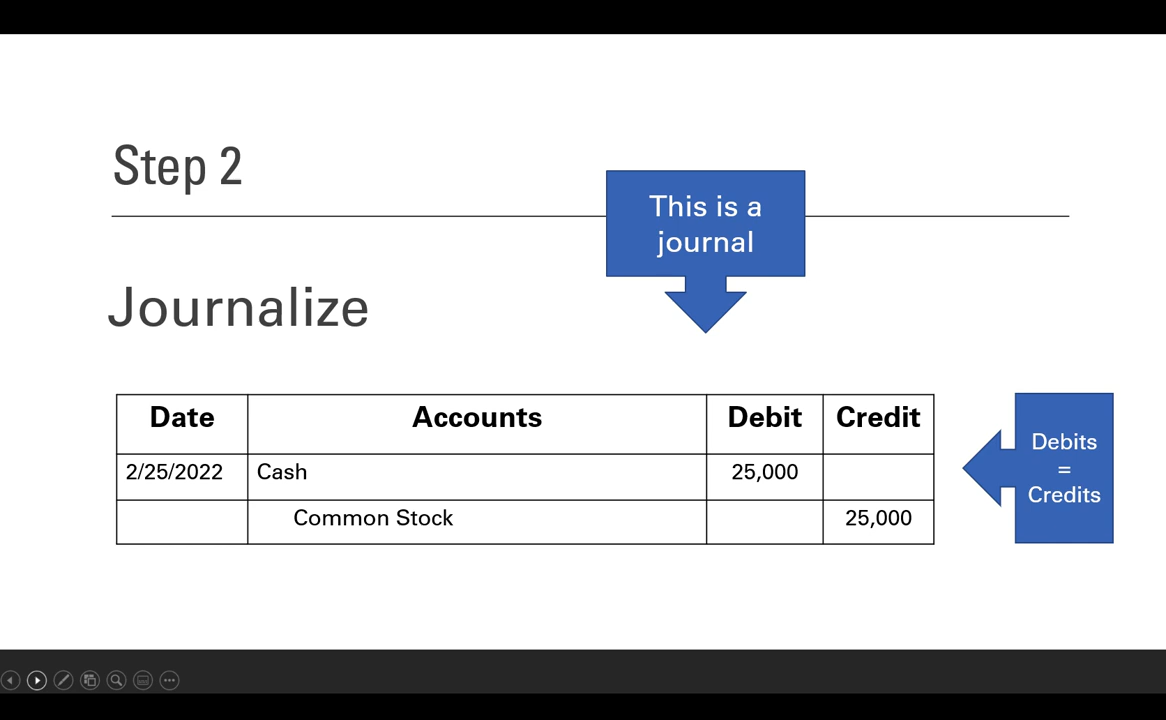 Step 2
This is a
journal
Journalize
Date Accounts Debit Credit
2/25/2022 Cash 25,000
Common Stock 25,000
Debits
=
Credits